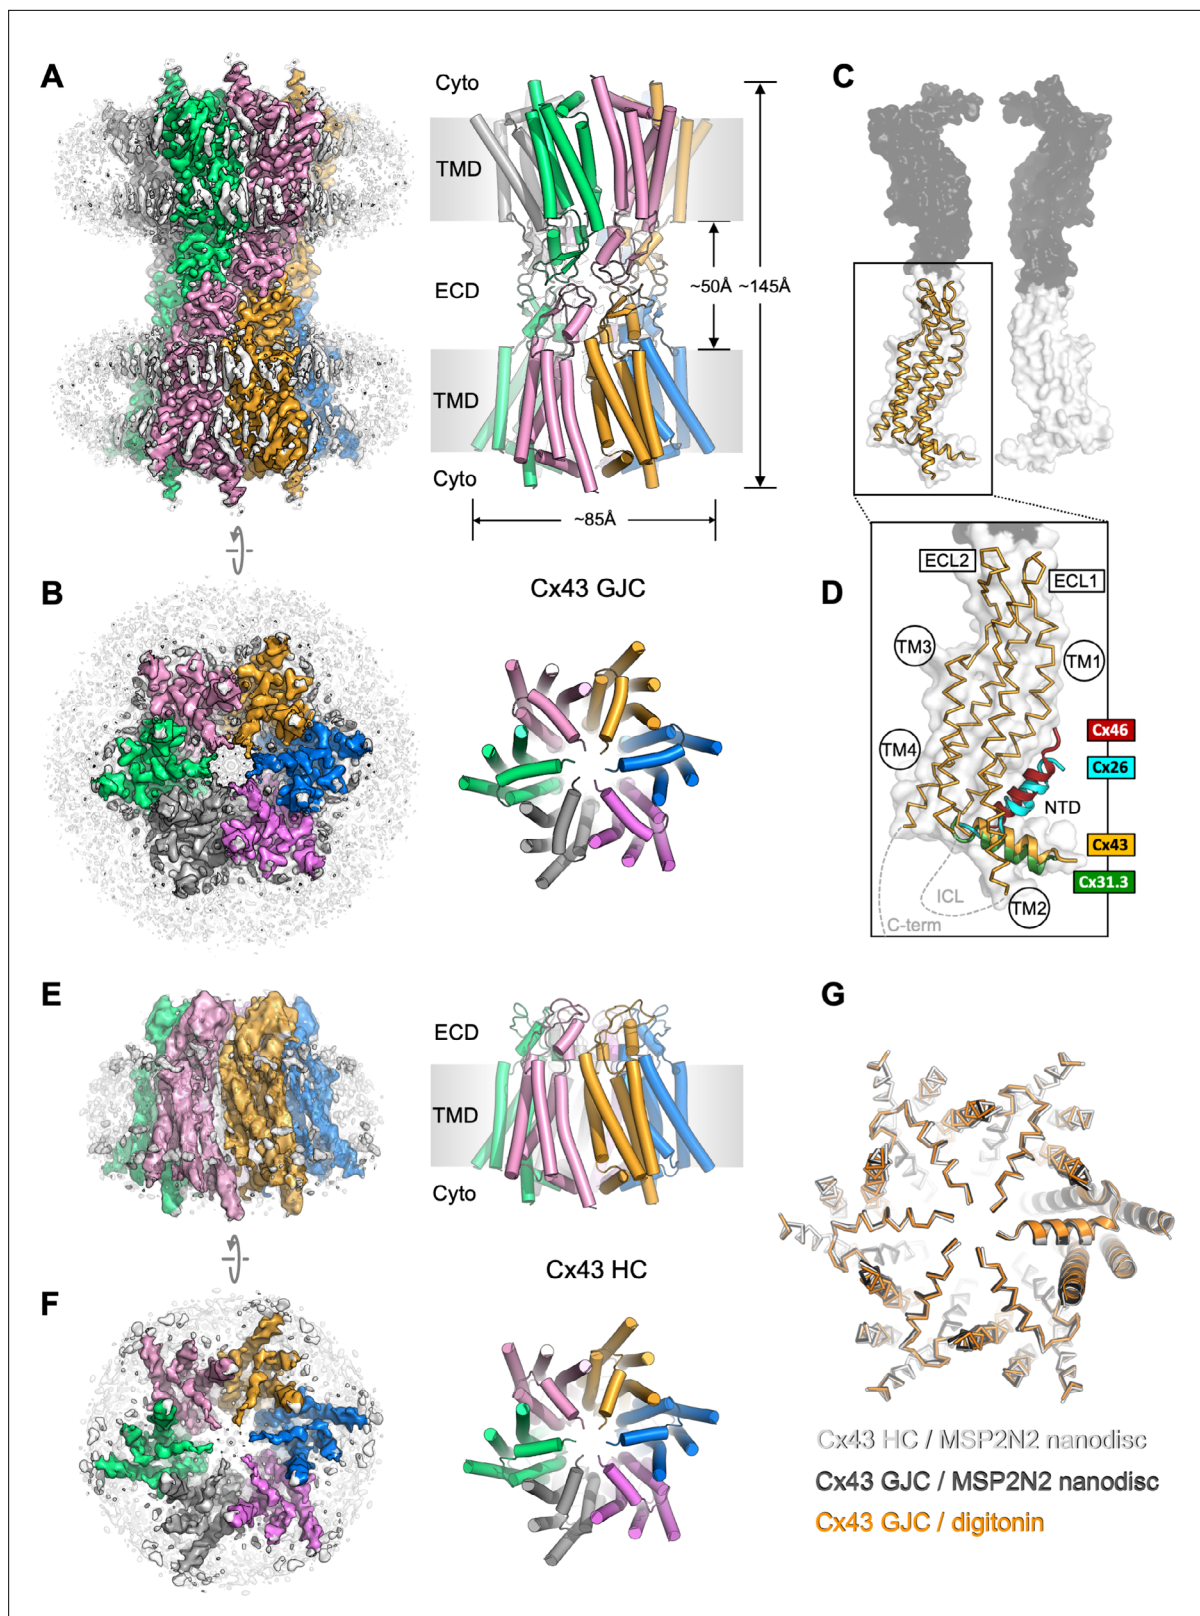 A
Cyto
TMD
ECD
TMD
Cyto
~50Å
~145Å
~85Å
C
B
Cx43 GJC
D
ECL2
ECL1
TM3
TM1
TM4
Cx46
Cx26
NTD
Cx43
Cx31.3
ICL
TM2
C-term
E
ECD
TMD
Cyto
G
F
Cx43 HC
Cx43 HC / MSP2N2 nanodisc
Cx43 GJC / MSP2N2 nanodisc
Cx43 GJC / digitonin